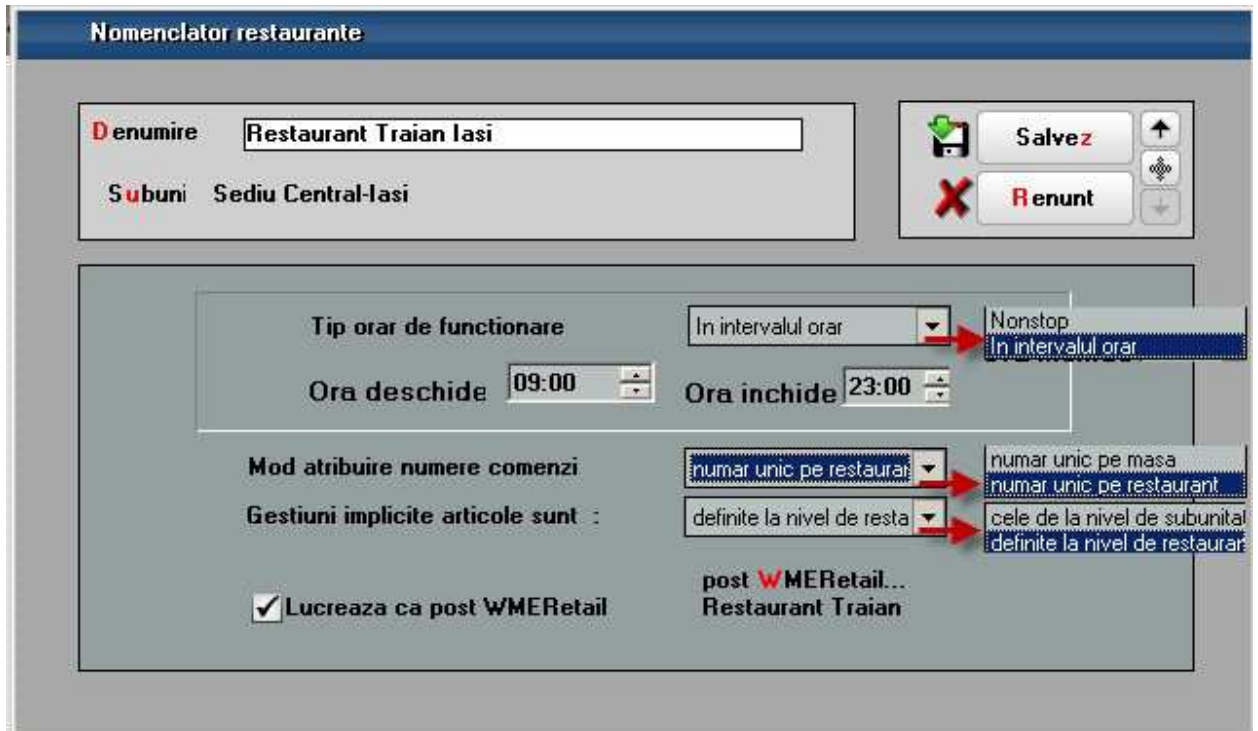 Nomenclator restaurante
Denumire Restaurant Traian Iasi
Subuni Sediu Central-Iasi
Salvez
Renunt
Tip orar de functionare In intervalul orar
Nonstop
In intervalul orar
Ora deschide 09:00 Ora inchide 23:00
Mod atribuire numere comenzi numar unic pe restaurar
numar unic pe masa
numar unic pe restaurant
Gestiuni implicite articole sunt : definite la nivel de resta
cele de la nivel de subunitat
definite la nivel de restauran
Lucreaza ca post WMERetail
post WMERetail...
Restaurant Traian